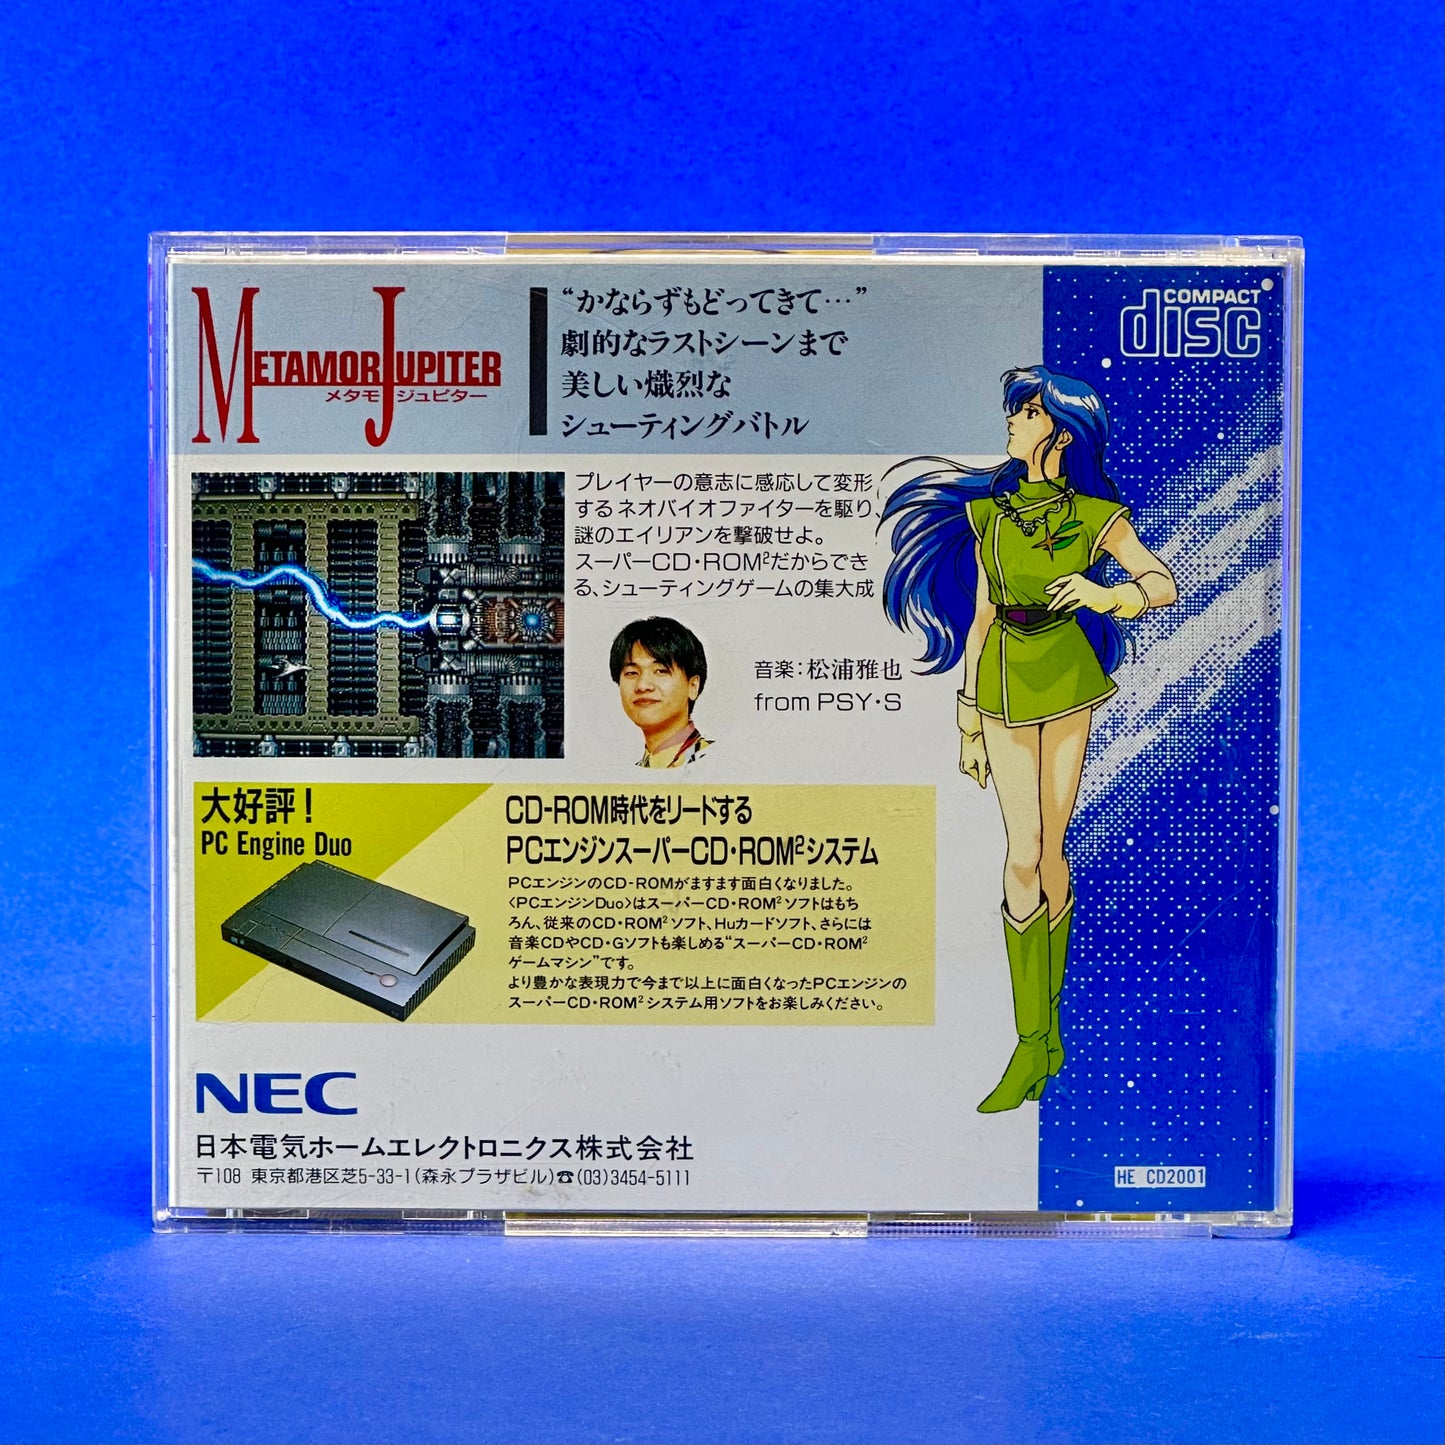 METAMOR JUPITER
メタモ ジュピター
“かならずもどってきて…”
劇的なラストシーンまで
美しい熾烈な
シューティングバトル
COMPACT
disc
プレイヤーの意志に感応して変形
するネオバイオファイターを駆り、
謎のエイリアンを撃破せよ。
スーパーCD・ROM²だからでき
る、シューティングゲームの集大成
音楽：松浦雅也
from PSY・S
大好評！
PC Engine Duo
CD-ROM時代をリードする
PCエンジンスーパーCD・ROM²システム
PCエンジンのCD-ROMがますます面白くなりました。
〈PCエンジンDuo〉はスーパーCD・ROM²ソフトはもち
ろん、従来のCD・ROM²ソフト、Huカードソフト、さらには
音楽CDやCD・Gソフトも楽しめる“スーパーCD・ROM²
ゲームマシン”です。
より豊かな表現力で今まで以上に面白くなったPCエンジンの
スーパーCD・ROM²システム用ソフトをお楽しみください。
NEC
日本電気ホームエレクトロニクス株式会社
〒108 東京都港区芝5-33-1(森永プラザビル)☎(03)3454-5111
HE CD2001